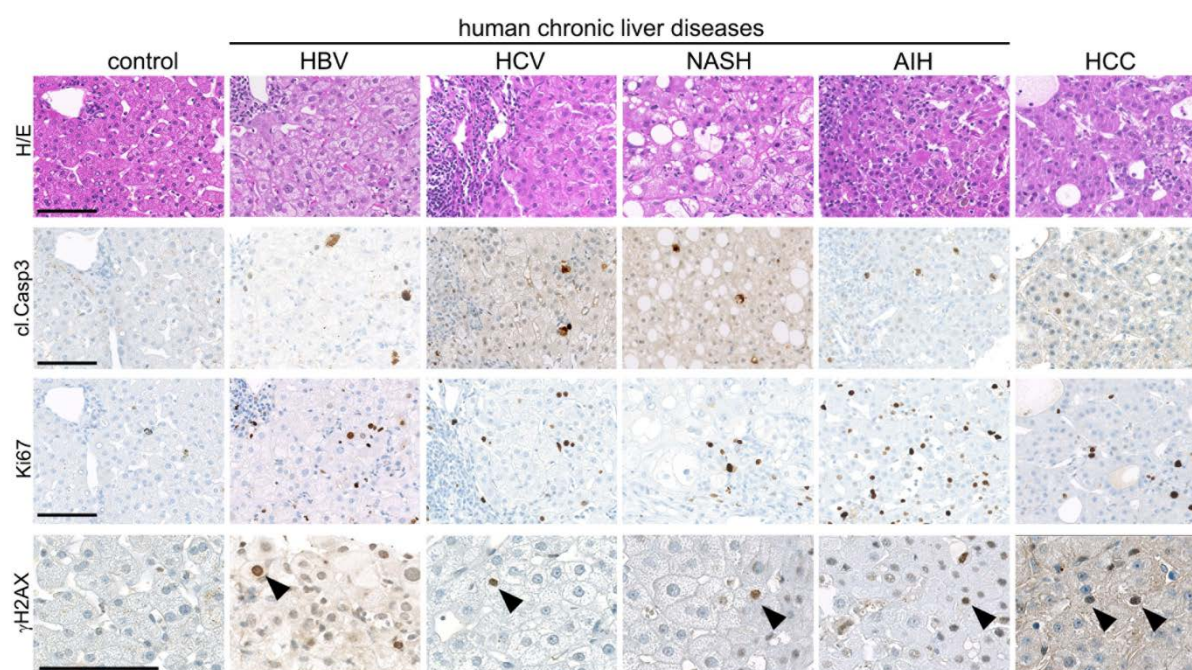 human chronic liver diseases
control HBV HCV NASH AIH HCC
H/E
cl.Casp3
Ki67
γH2AX